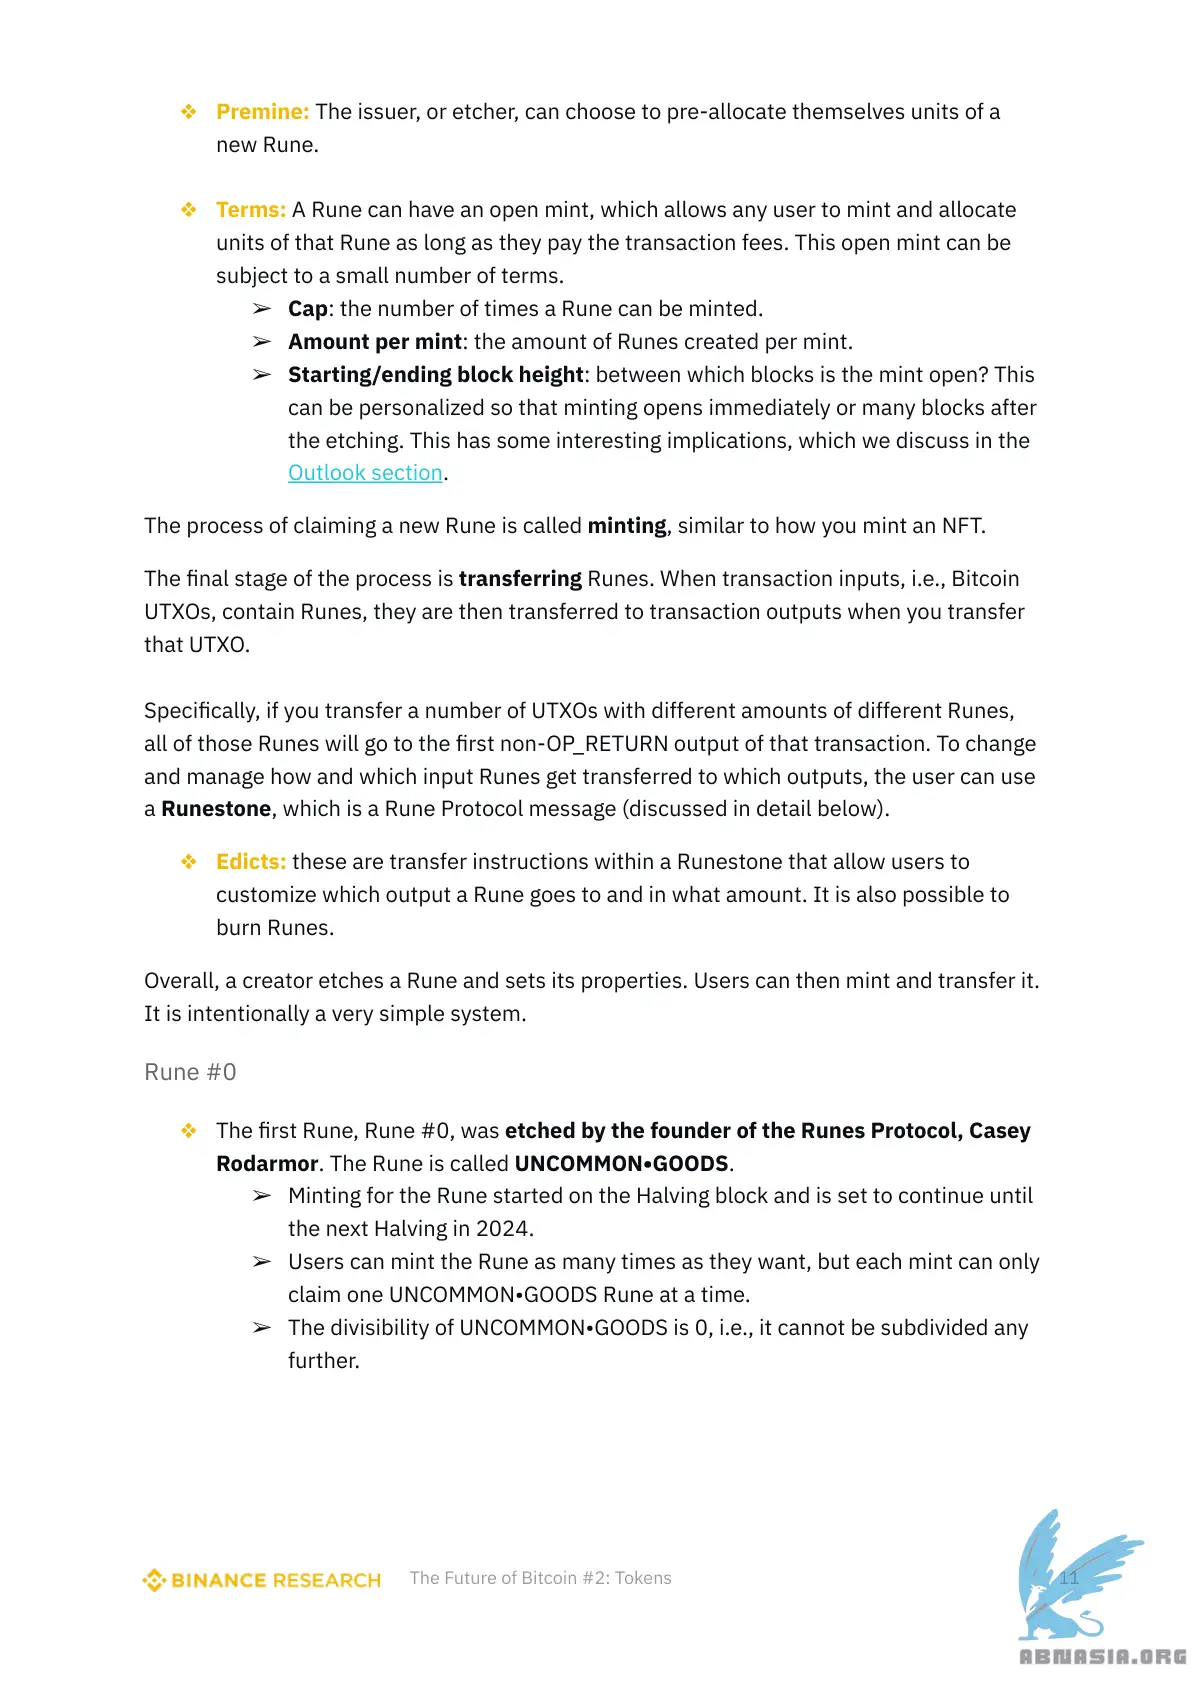 ❖ Premine: The issuer, or etcher, can choose to pre-allocate themselves units of a
new Rune.
❖ Terms: A Rune can have an open mint, which allows any user to mint and allocate
units of that Rune as long as they pay the transaction fees. This open mint can be
subject to a small number of terms.
➢ Cap: the number of times a Rune can be minted.
➢ Amount per mint: the amount of Runes created per mint.
➢ Starting/ending block height: between which blocks is the mint open? This
can be personalized so that minting opens immediately or many blocks after
the etching. This has some interesting implications, which we discuss in the
Outlook section.
The process of claiming a new Rune is called minting, similar to how you mint an NFT.
The final stage of the process is transferring Runes. When transaction inputs, i.e., Bitcoin
UTXOs, contain Runes, they are then transferred to transaction outputs when you transfer
that UTXO.
Specifically, if you transfer a number of UTXOs with different amounts of different Runes,
all of those Runes will go to the first non-OP_RETURN output of that transaction. To change
and manage how and which input Runes get transferred to which outputs, the user can use
a Runestone, which is a Rune Protocol message (discussed in detail below).
❖ Edicts: these are transfer instructions within a Runestone that allow users to
customize which output a Rune goes to and in what amount. It is also possible to
burn Runes.
Overall, a creator etches a Rune and sets its properties. Users can then mint and transfer it.
It is intentionally a very simple system.
Rune #0
❖ The first Rune, Rune #0, was etched by the founder of the Runes Protocol, Casey
Rodarmor. The Rune is called UNCOMMON•GOODS.
➢ Minting for the Rune started on the Halving block and is set to continue until
the next Halving in 2024.
➢ Users can mint the Rune as many times as they want, but each mint can only
claim one UNCOMMON•GOODS Rune at a time.
➢ The divisibility of UNCOMMON•GOODS is 0, i.e., it cannot be subdivided any
further.
BINANCE RESEARCH The Future of Bitcoin #2: Tokens 11
ABNASIA.ORG